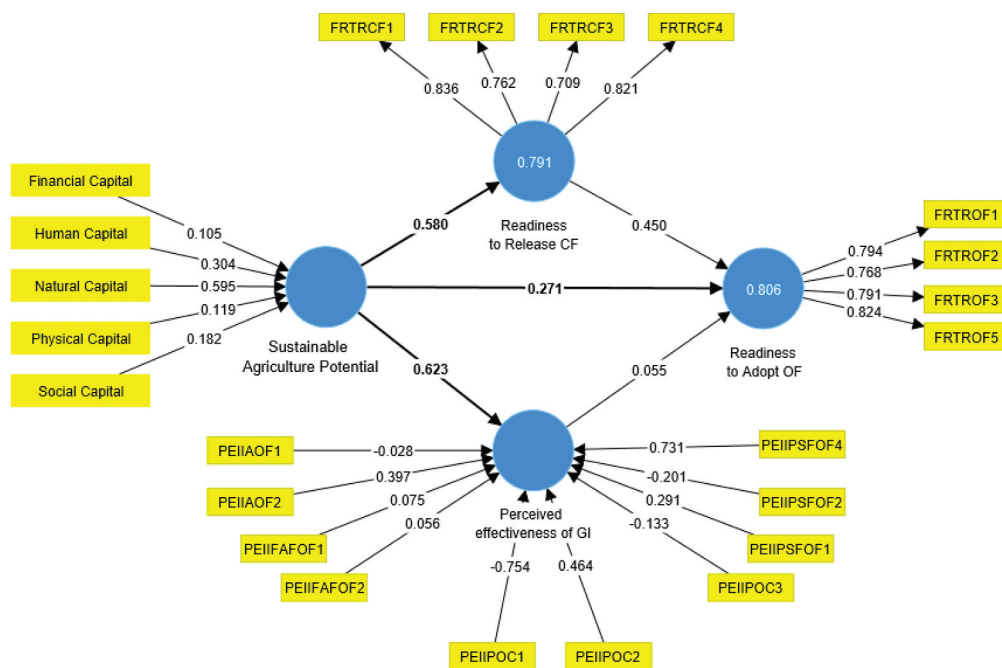 FRTRCF1
FRTRCF2
FRTRCF3
FRTRCF4
0.836
0.762
0.709
0.821
0.791
Readiness
to Release CF
Financial Capital
Human Capital
Natural Capital
Physical Capital
Social Capital
0.105
0.304
0.595
0.119
0.182
Sustainable
Agriculture Potential
0.580
0.271
0.623
0.450
0.055
0.806
Readiness
to Adopt OF
0.794
0.768
0.791
0.824
FRTROF1
FRTROF2
FRTROF3
FRTROF5
PEIIAOF1
PEIIAOF2
PEIIFAFOF1
PEIIFAFOF2
PEIIPOC1
PEIIPOC2
-0.028
0.397
0.075
0.056
-0.754
0.464
Perceived
effectiveness of GI
0.731
-0.201
0.291
-0.133
PEIIPSFOF4
PEIIPSFOF2
PEIIPSFOF1
PEIIPOC3